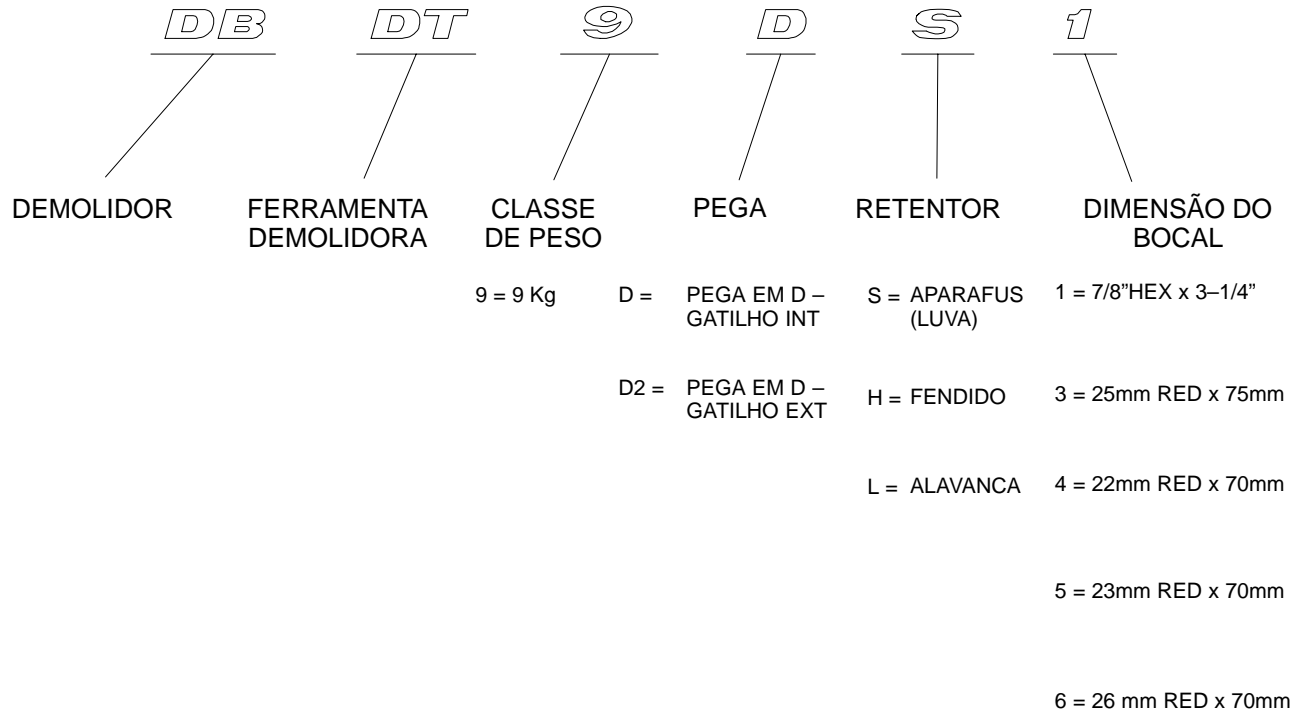 DB DT 9 D S 1
DEMOLIDOR
FERRAMENTA
DEMOLIDORA
CLASSE
DE PESO
PEGA
RETENTOR
DIMENSÃO DO
BOCAL
9 = 9 Kg
D = PEGA EM D –
GATILHO INT
S = APARAFUS
(LUVA)
1 = 7/8”HEX x 3–1/4”
D2 = PEGA EM D –
GATILHO EXT
H = FENDIDO
3 = 25mm RED x 75mm
L = ALAVANCA
4 = 22mm RED x 70mm
5 = 23mm RED x 70mm
6 = 26 mm RED x 70mm